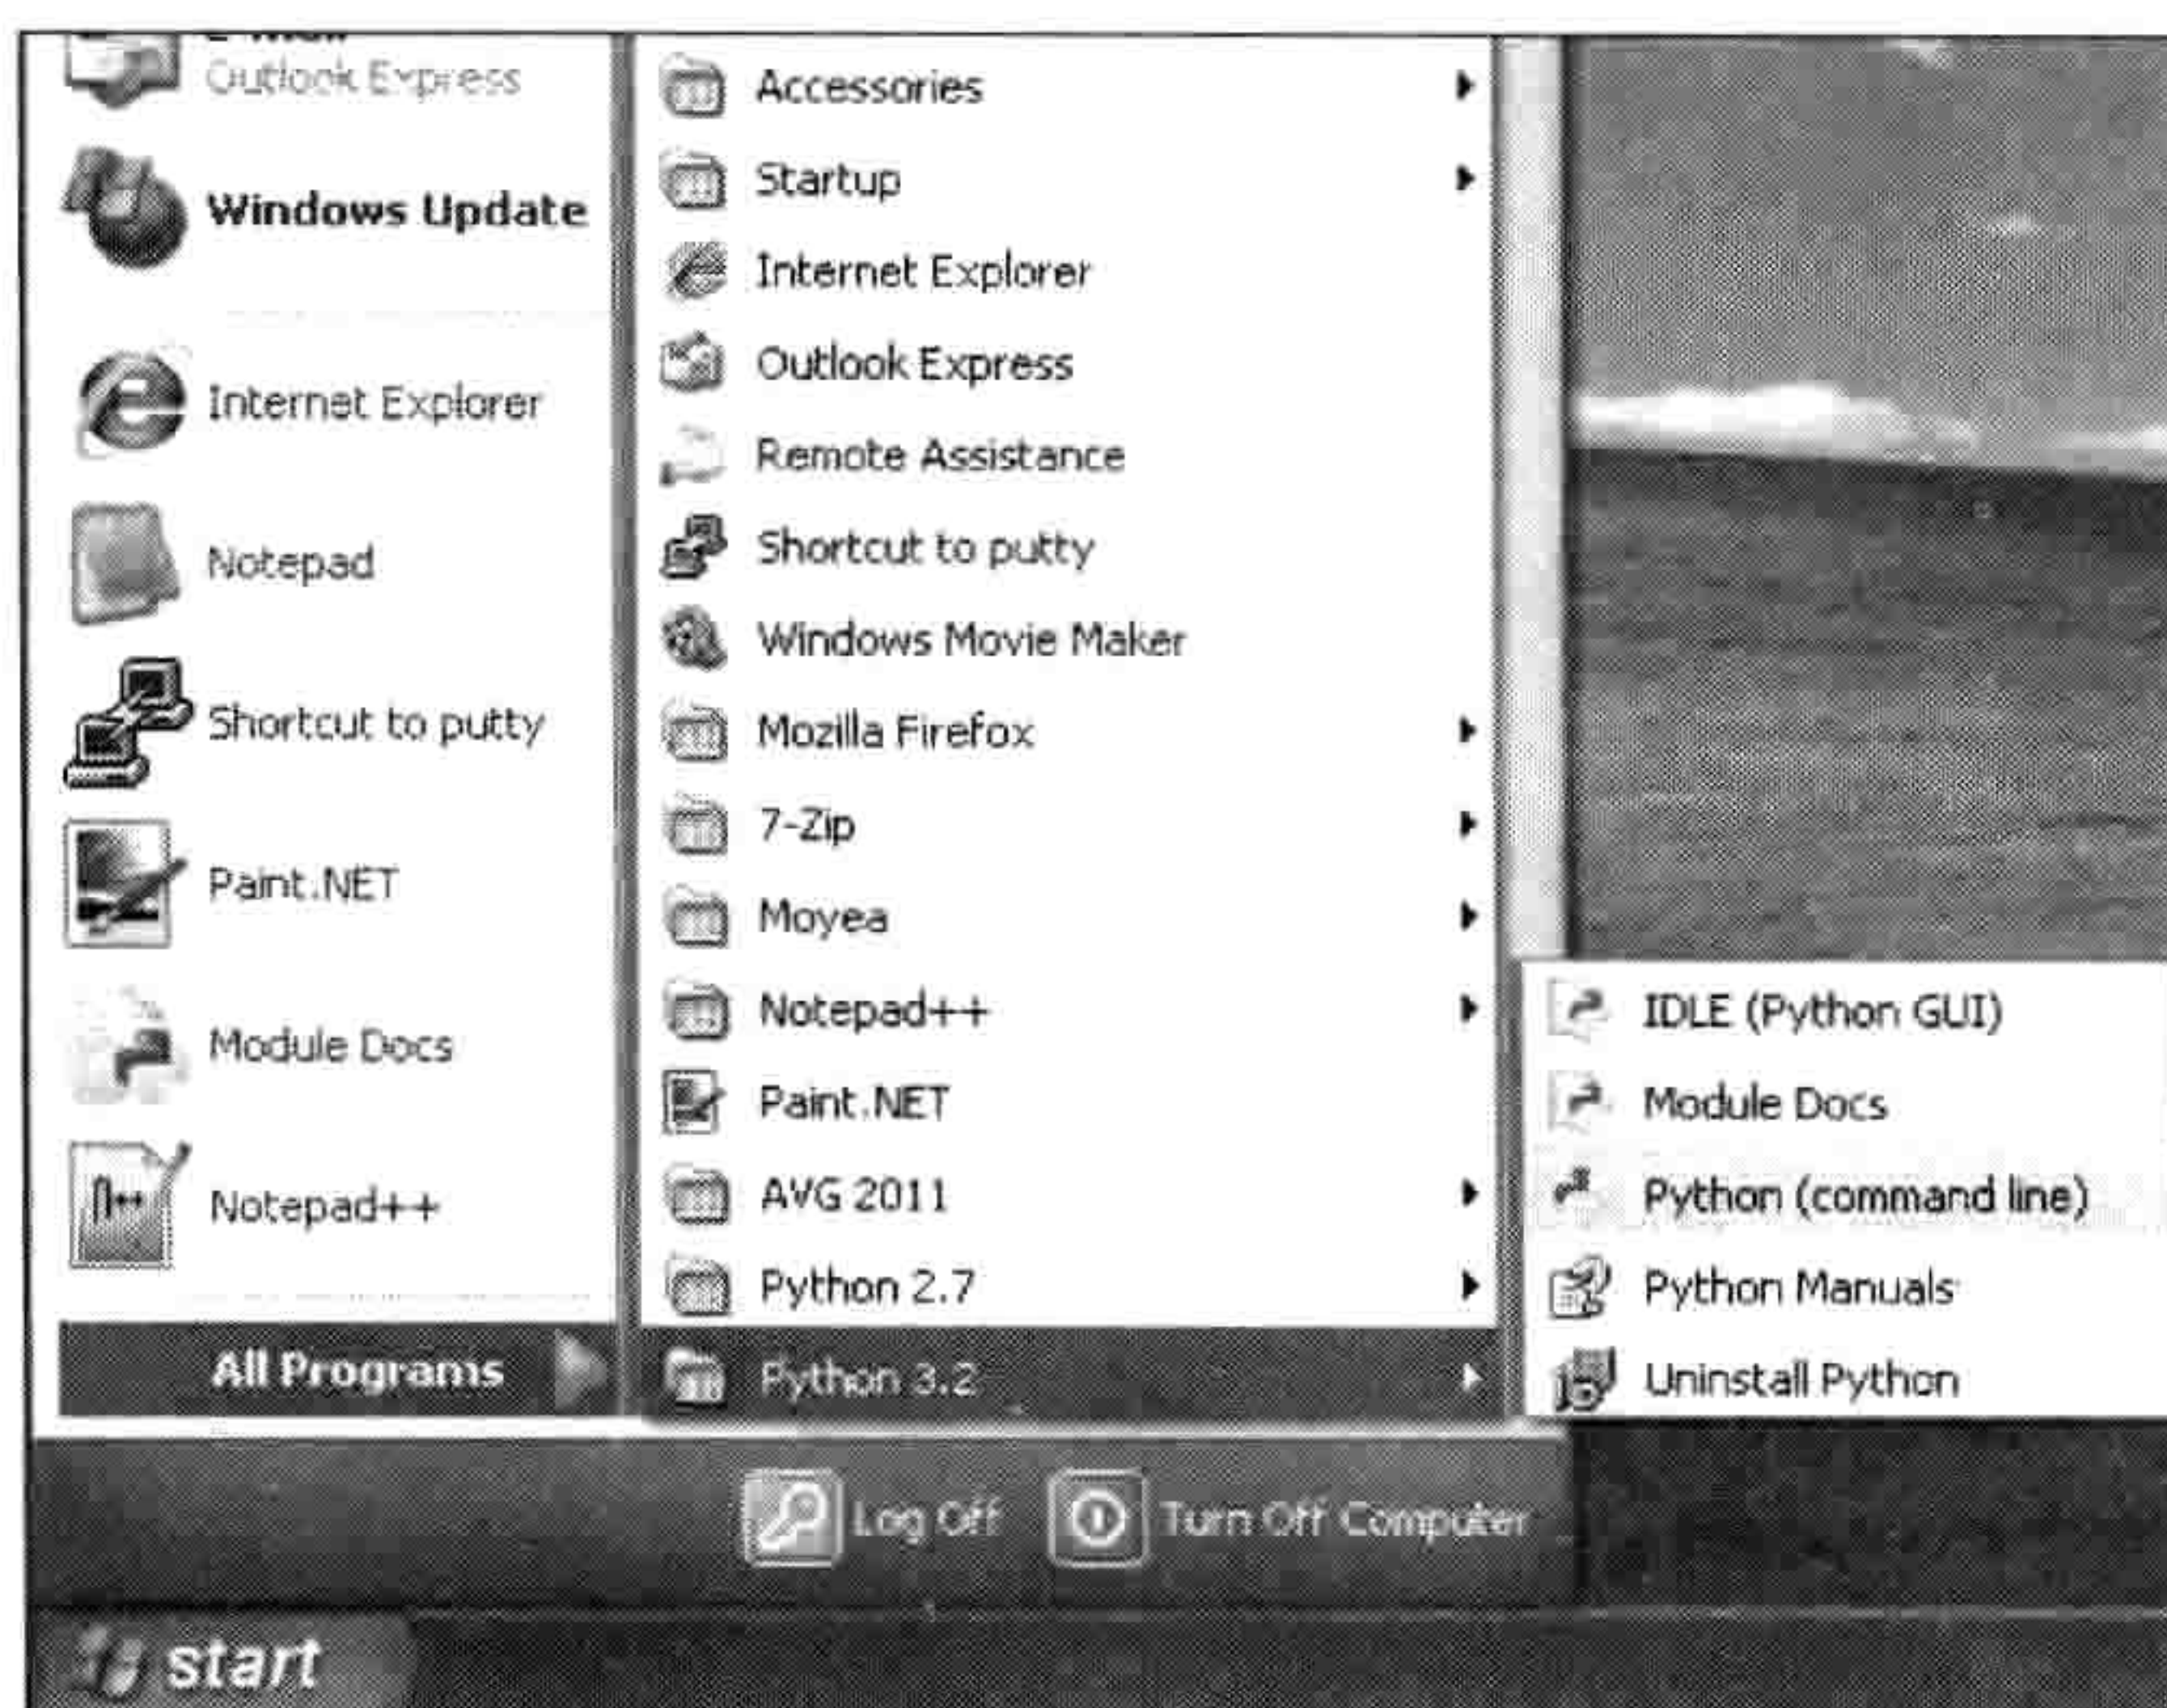 E-mail
Outlook Express
Windows Update
Internet Explorer
Notepad
Shortcut to putty
Paint.NET
Module Docs
Notepad++
All Programs
Accessories
Startup
Internet Explorer
Outlook Express
Remote Assistance
Shortcut to putty
Windows Movie Maker
Mozilla Firefox
7-Zip
Moyea
Notepad++
Paint.NET
AVG 2011
Python 2.7
Python 3.2
IDLE (Python GUI)
Module Docs
Python (command line)
Python Manuals
Uninstall Python
Log Off
Turn Off Computer
start